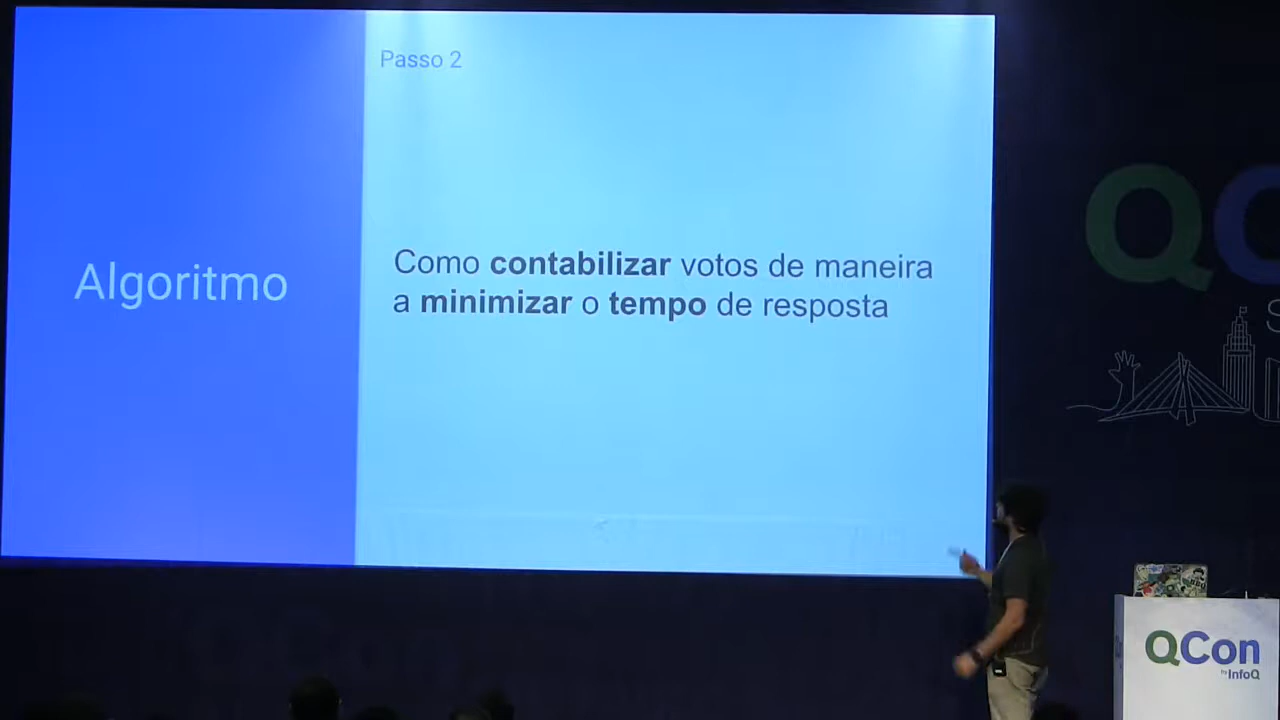 Passo 2
Algoritmo
Como contabilizar votos de maneira
a minimizar o tempo de resposta
QCon
by InfoQ